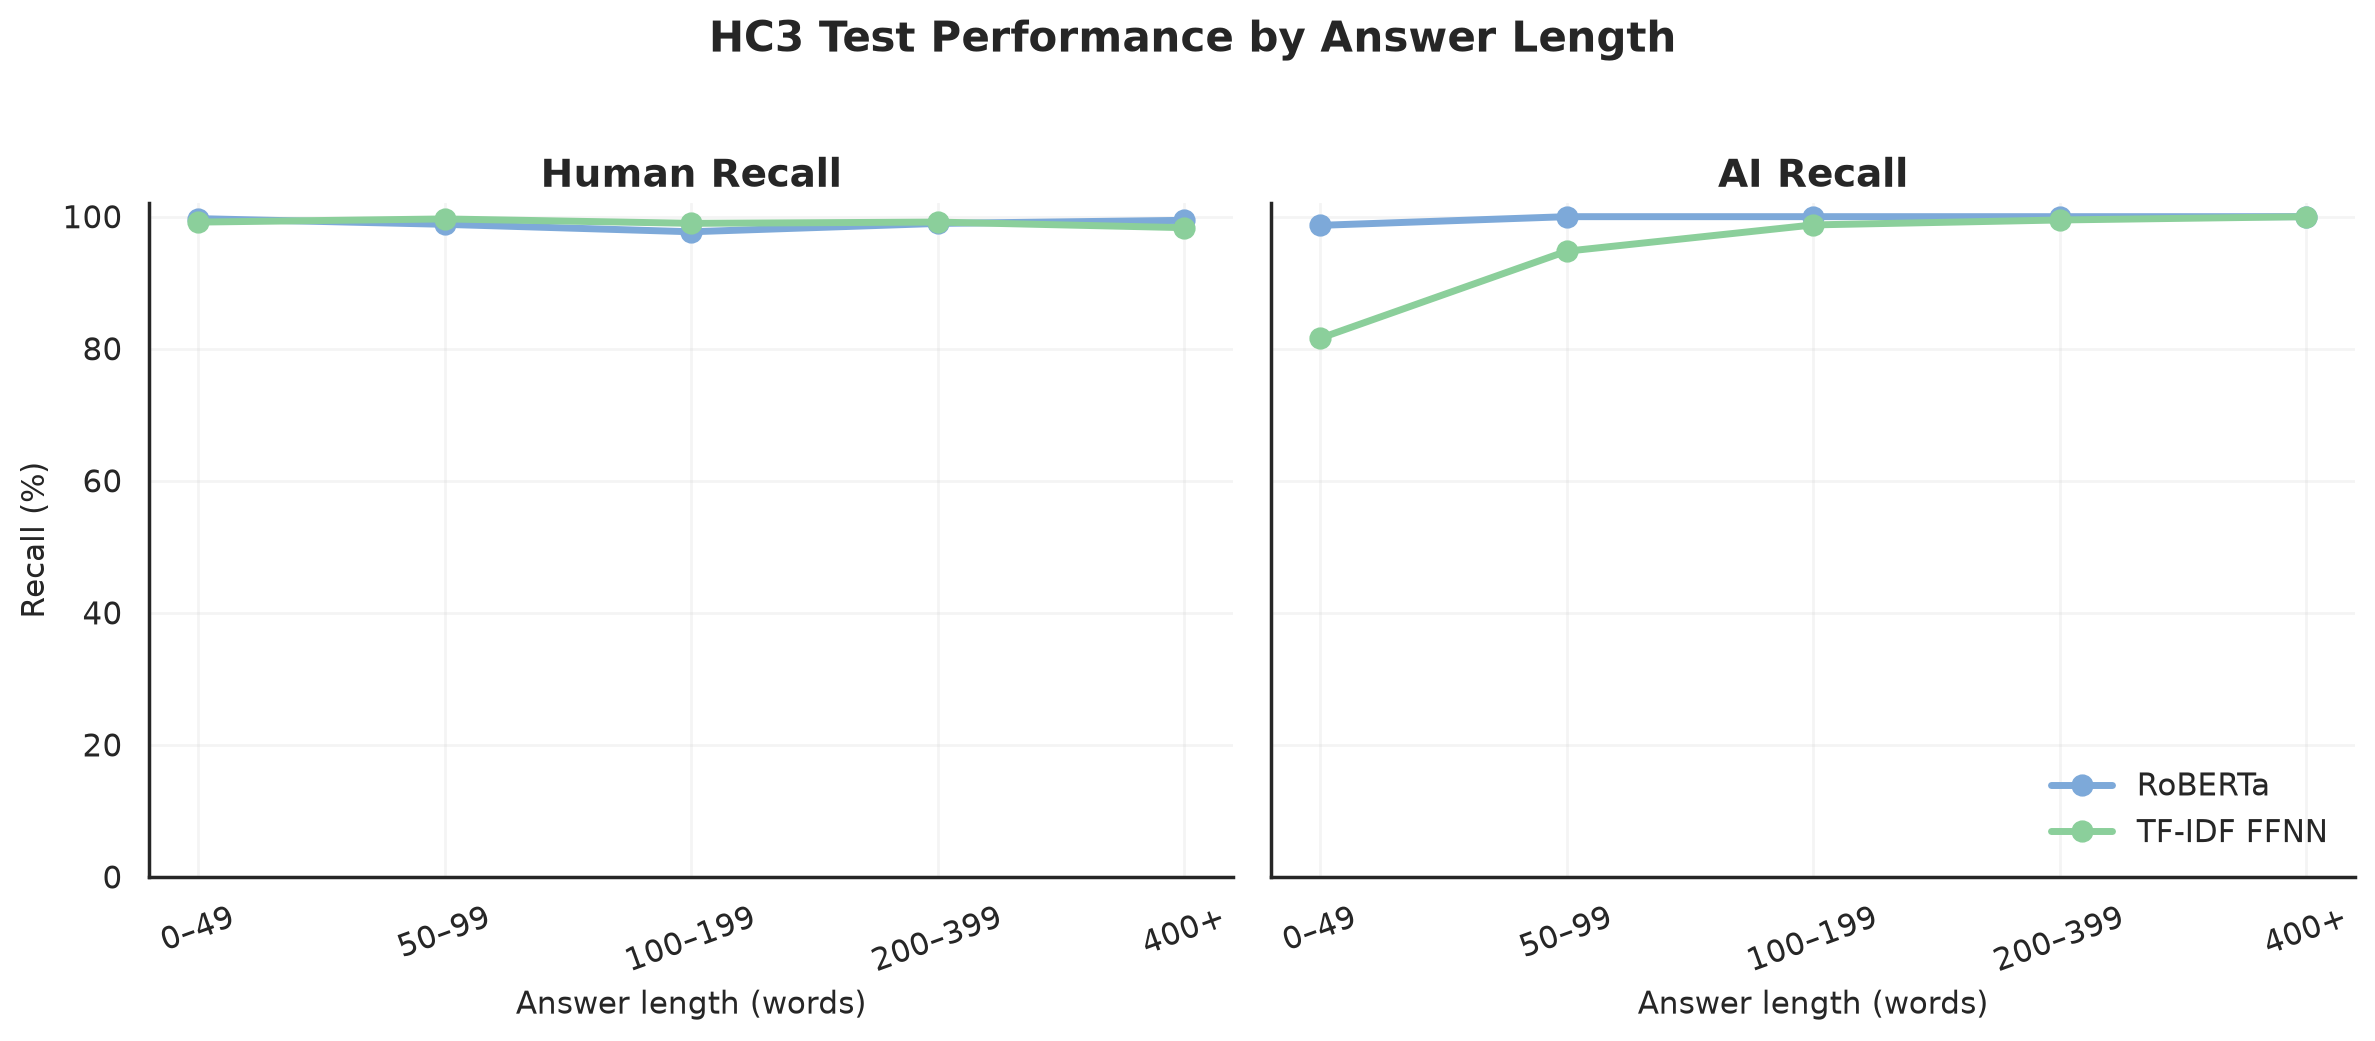 HC3 Test Performance by Answer Length
Human Recall
AI Recall
100
80
60
40
20
0
Recall (%)
0–49
50–99
100–199
200–399
400+
0–49
50–99
100–199
200–399
400+
Answer length (words)
Answer length (words)
RoBERTa
TF-IDF FFNN